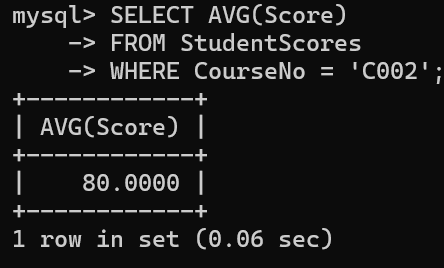 mysql> SELECT AVG(Score)
    -> FROM StudentScores
    -> WHERE CourseNo = 'C002';
+------------+
| AVG(Score) |
+------------+
|    80.0000 |
+------------+
1 row in set (0.06 sec)